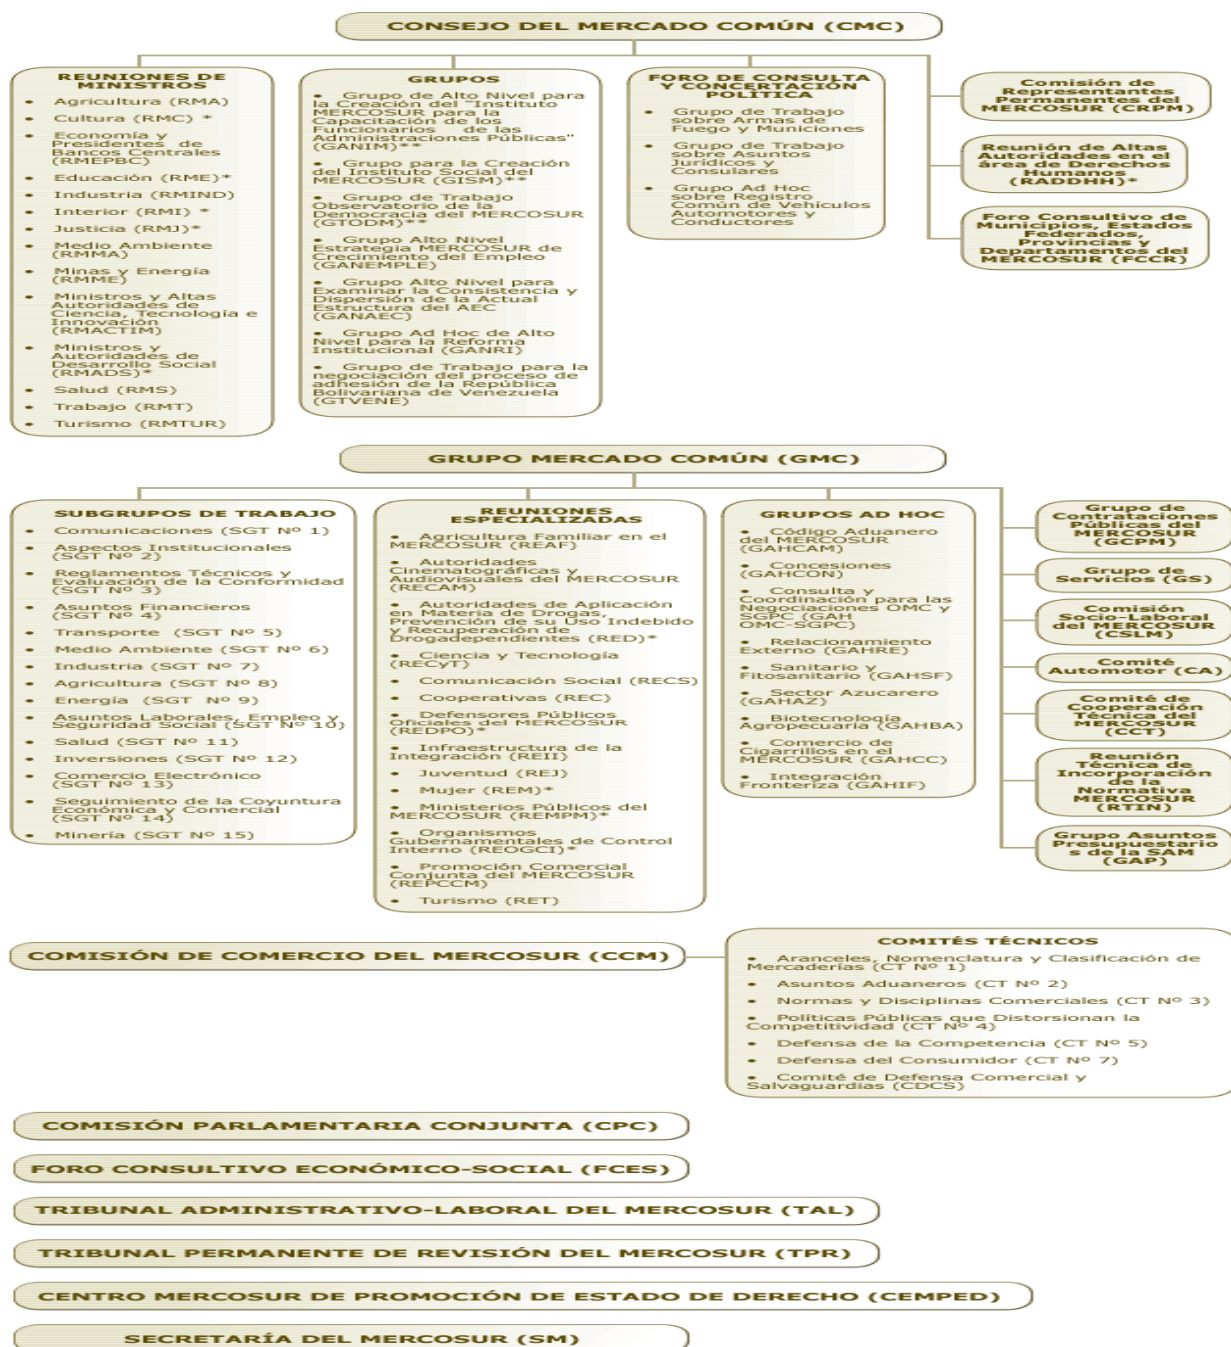 CONSEJO DEL MERCADO COMÚN (CMC)
REUNIONES DE
MINISTROS
• Agricultura (RMA)
• Cultura (RMC) *
• Economía y
Presidentes de
Bancos Centrales
(RMEPBC)
• Educación (RME)*
• Industria (RMIND)
• Interior (RMI) *
• Justicia (RMJ)*
• Medio Ambiente
(RMMA)
• Minas y Energía
(RMME)
• Ministros y Altas
Autoridades de
Ciencia, Tecnología e
Innovación
(RMACTIM)
• Ministros y
Autoridades de
Desarrollo Social
(RMADS)*
• Salud (RMS)
• Trabajo (RMT)
• Turismo (RMTUR)
GRUPOS
• Grupo de Alto Nivel para
la Creación del "Instituto
MERCOSUR para la
Capacitación de los
Funcionarios de las
Administraciones Públicas"
(GANIM)**
• Grupo para la Creación
del Instituto Social del
MERCOSUR (GISM)**
• Grupo de Trabajo
Observatorio de la
Democracia del MERCOSUR
(GTODM)**
• Grupo Alto Nivel
Estrategia MERCOSUR de
Crecimiento del Empleo
(GANEMPLE)
• Grupo Alto Nivel para
Examinar la Consistencia y
Dispersión de la Actual
Estructura del AEC
(GANAEC)
• Grupo Ad Hoc de Alto
Nivel para la Reforma
Institucional (GANRI)
• Grupo de Trabajo para la
negociación del proceso de
adhesión de la República
Bolivariana de Venezuela
(GTVENE)
FORO DE CONSULTA
Y CONCERTACIÓN
POLÍTICA
• Grupo de Trabajo
sobre Armas de
Fuego y Municiones
• Grupo de Trabajo
sobre Asuntos
Jurídicos y
Consulares
• Grupo Ad Hoc
sobre Registro
Común de Vehículos
Automotores y
Conductores
Comisión de
Representantes
Permanentes del
MERCOSUR (CRPM)
Reunión de Altas
Autoridades en el
área de Derechos
Humanos
(RADDHH)*
Foro Consultivo de
Municipios, Estados
Federados,
Provincias y
Departamentos del
MERCOSUR (FCCR)
GRUPO MERCADO COMÚN (GMC)
SUBGRUPOS DE TRABAJO
• Comunicaciones (SGT Nº 1)
• Aspectos Institucionales
(SGT Nº 2)
• Reglamentos Técnicos y
Evaluación de la Conformidad
(SGT Nº 3)
• Asuntos Financieros
(SGT Nº 4)
• Transporte (SGT Nº 5)
• Medio Ambiente (SGT Nº 6)
• Industria (SGT Nº 7)
• Agricultura (SGT Nº 8)
• Energía (SGT Nº 9)
• Asuntos Laborales, Empleo y
Seguridad Social (SGT Nº 10)
• Salud (SGT Nº 11)
• Inversiones (SGT Nº 12)
• Comercio Electrónico
(SGT Nº 13)
• Seguimiento de la Coyuntura
Económica y Comercial
(SGT Nº 14)
• Minería (SGT Nº 15)
REUNIONES
ESPECIALIZADAS
• Agricultura Familiar en el
MERCOSUR (REAF)
• Autoridades
Cinematográficas y
Audiovisuales del MERCOSUR
(RECAM)
• Autoridades de Aplicación
en Materia de Drogas,
Prevención de su Uso Indebido
y Recuperación de
Drogadependientes (RED)*
• Ciencia y Tecnología
(RECyT)
• Comunicación Social (RECS)
• Cooperativas (REC)
• Defensores Públicos
Oficiales del MERCOSUR
(REDPO)*
• Infraestructura de la
Integración (REII)
• Juventud (REJ)
• Mujer (REM)*
• Ministerios Públicos del
MERCOSUR (REMPM)*
• Organismos
Gubernamentales de Control
Interno (REOGCI)*
• Promoción Comercial
Conjunta del MERCOSUR
(REPCCM)
• Turismo (RET)
GRUPOS AD HOC
• Código Aduanero
del MERCOSUR
(GAHCAM)
• Concesiones
(GAHCON)
• Consulta y
Coordinación para las
Negociaciones OMC y
SGPC (GAH
OMC-SGPC)
• Relacionamiento
Externo (GAHRE)
• Sanitario y
Fitosanitario (GAHSF)
• Sector Azucarero
(GAHAZ)
• Biotecnología
Agropecuaria (GAHBA)
• Comercio de
Cigarrillos en el
MERCOSUR (GAHCC)
• Integración
Fronteriza (GAHIF)
Grupo de
Contrataciones
Públicas del
MERCOSUR
(GCPM)
Grupo de
Servicios (GS)
Comisión
Socio-Laboral
del MERCOSUR
(CSLM)
Comité
Automotor (CA)
Comité de
Cooperación
Técnica del
MERCOSUR
(CCT)
Reunión
Técnica de
Incorporación
de la
Normativa
MERCOSUR
(RTIN)
Grupo Asuntos
Presupuestario
s de la SAM
(GAP)
COMISIÓN DE COMERCIO DEL MERCOSUR (CCM)
COMITÉS TÉCNICOS
• Aranceles, Nomenclatura y Clasificación de
Mercaderías (CT Nº 1)
• Asuntos Aduaneros (CT Nº 2)
• Normas y Disciplinas Comerciales (CT Nº 3)
• Políticas Públicas que Distorsionan la
Competitividad (CT Nº 4)
• Defensa de la Competencia (CT Nº 5)
• Defensa del Consumidor (CT Nº 7)
• Comité de Defensa Comercial y
Salvaguardias (CDCS)
COMISIÓN PARLAMENTARIA CONJUNTA (CPC)
FORO CONSULTIVO ECONÓMICO-SOCIAL (FCES)
TRIBUNAL ADMINISTRATIVO-LABORAL DEL MERCOSUR (TAL)
TRIBUNAL PERMANENTE DE REVISIÓN DEL MERCOSUR (TPR)
CENTRO MERCOSUR DE PROMOCIÓN DE ESTADO DE DERECHO (CEMPED)
SECRETARÍA DEL MERCOSUR (SM)